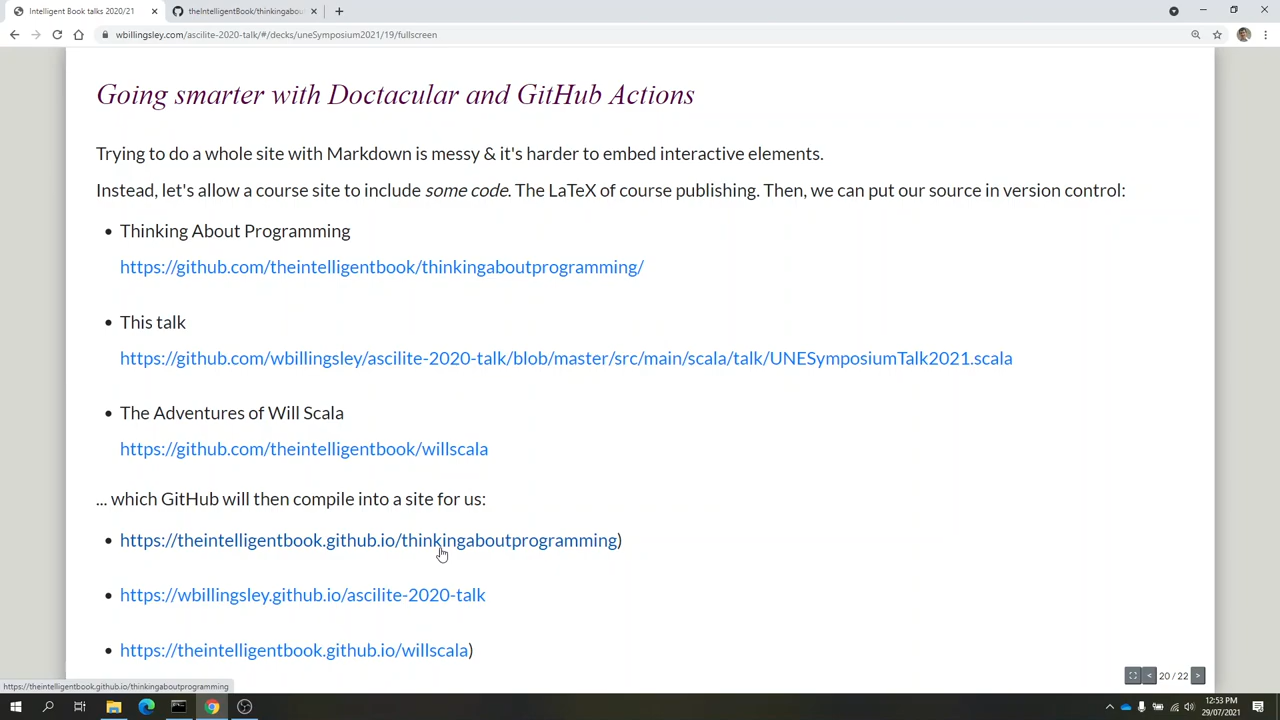 Intelligent Book talks 2020/21
theIntelligentBook/thinkingabou
wbillingsley.com/ascilite-2020-talk/#/decks/uneSymposium2021/19/fullscreen
Going smarter with Doctacular and GitHub Actions
Trying to do a whole site with Markdown is messy & it's harder to embed interactive elements.
Instead, let's allow a course site to include some code. The LaTeX of course publishing. Then, we can put our source in version control:
• Thinking About Programming
https://github.com/theintelligentbook/thinkingaboutprogramming/
• This talk
https://github.com/wbillingsley/ascilite-2020-talk/blob/master/src/main/scala/talk/UNESymposiumTalk2021.scala
• The Adventures of Will Scala
https://github.com/theintelligentbook/willscala
... which GitHub will then compile into a site for us:
• https://theintelligentbook.github.io/thinkingaboutprogramming)
• https://wbillingsley.github.io/ascilite-2020-talk
• https://theintelligentbook.github.io/willscala)
20 / 22
https://theintelligentbook.github.io/thinkingaboutprogramming
12:53 PM
29/07/2021